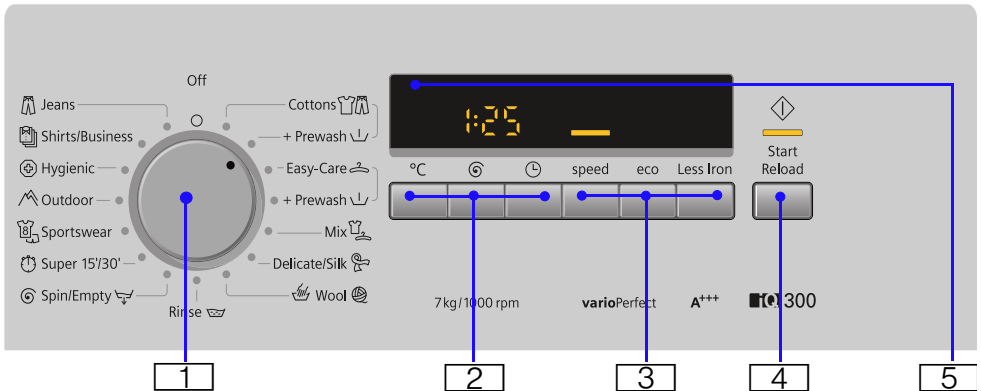 Off
Jeans
Shirts/Business
Hygienic
Outdoor
Sportswear
Super 15'/30'
Spin/Empty
Rinse
Cottons
+ Prewash
Easy-Care
+ Prewash
Mix
Delicate/Silk
Wool
1:25
°C
speed
eco
Less Iron
Start
Reload
7 kg/1000 rpm
varioPerfect
A+++
iQ 300
1
2
3
4
5